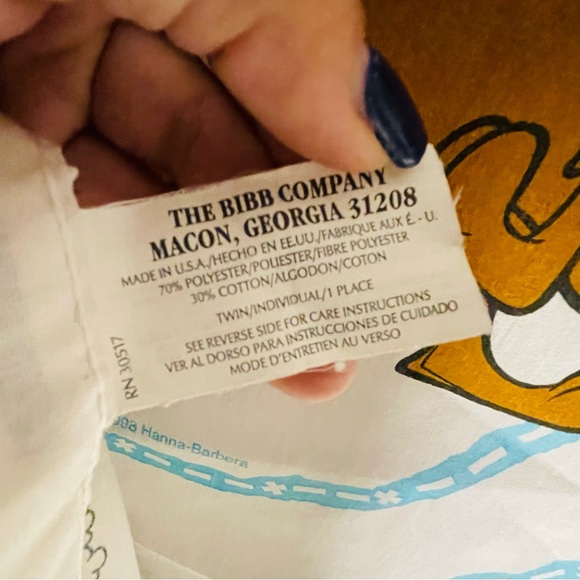 THE BIBB COMPANY
MACON, GEORGIA 31208
MADE IN U.S.A./HECHO EN EE.UU./FABRIQUE AUX É. - U.
70% POLYESTER/POLIESTER/FIBRE POLYESTER
30% COTTON/ALGODON/COTON
TWIN/INDIVIDUAL/1 PLACE
SEE REVERSE SIDE FOR CARE INSTRUCTIONS
VER AL DORSO PARA INSTRUCCIONES DE CUIDADO
MODE D'ENTRETIEN AU VERSO
RN 30517
Hanna-Barbera